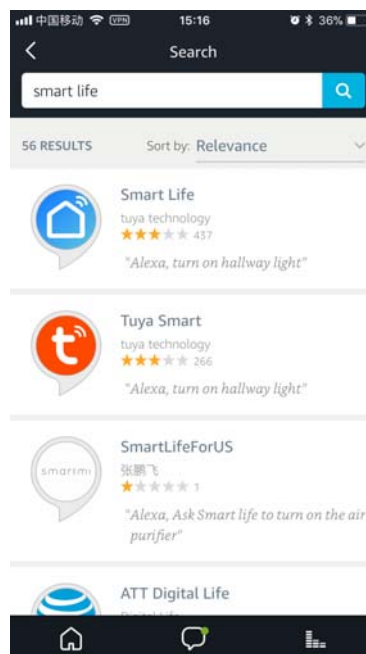 中国移动 VPN 15:16 36%
Search
smart life
56 RESULTS Sort by: Relevance
Smart Life
tuya technology
437
"Alexa, turn on hallway light"
Tuya Smart
tuya technology
266
"Alexa, turn on hallway light"
SmartLifeForUS
smartmi
张鹏飞
1
"Alexa, Ask Smart life to turn on the air
purifier"
ATT Digital Life